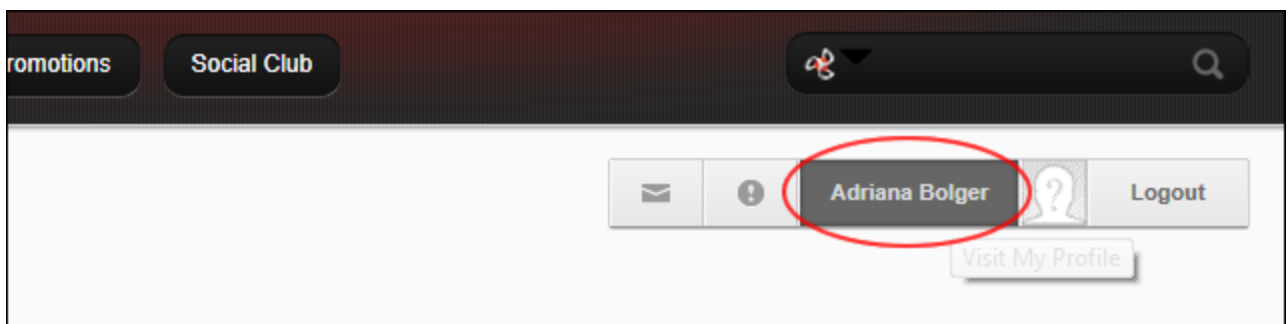 romotions
Social Club
Adriana Bolger
Logout
Visit My Profile